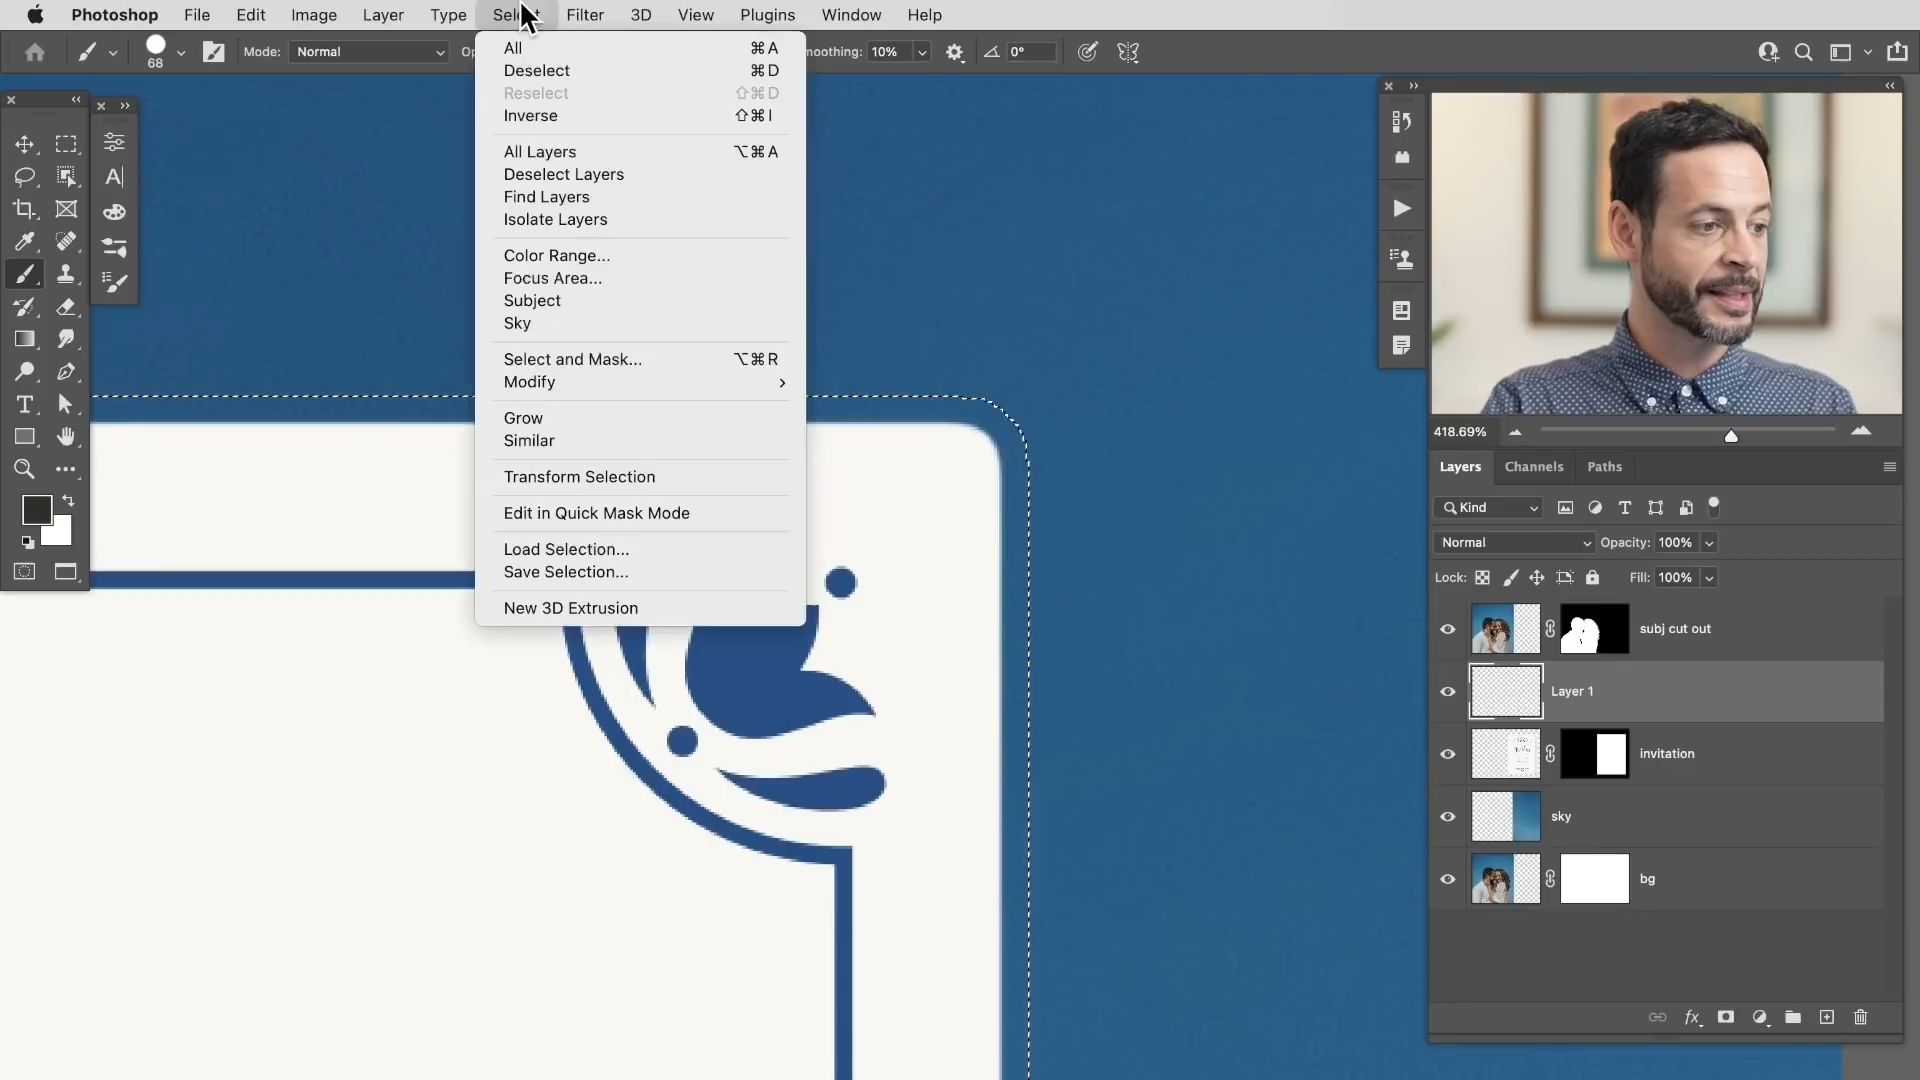 Photoshop File Edit Image Layer Type Select Filter 3D View Plugins Window Help
68 Mode: Normal moothing: 10% 0°
All ⌘A
Deselect ⌘D
Reselect ⇧⌘D
Inverse ⇧⌘I
All Layers ⌥⌘A
Deselect Layers
Find Layers
Isolate Layers
Color Range...
Focus Area...
Subject
Sky
Select and Mask... ⌥⌘R
Modify
Grow
Similar
Transform Selection
Edit in Quick Mask Mode
Load Selection...
Save Selection...
New 3D Extrusion
418.69%
Layers Channels Paths
Kind
Normal Opacity: 100%
Lock: Fill: 100%
subj cut out
Layer 1
invitation
sky
bg